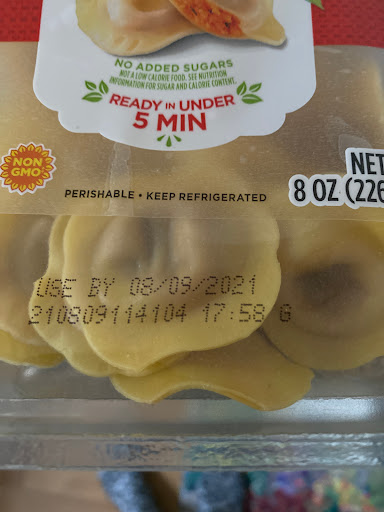 NO ADDED SUGARS
NOT A LOW CALORIE FOOD. SEE NUTRITION
INFORMATION FOR SUGAR AND CALORIE CONTENT.
READY IN UNDER
5 MIN
NON
GMO
PERISHABLE • KEEP REFRIGERATED
NET
8 OZ (226
USE BY 08/09/2021
210809114104 17:58 G